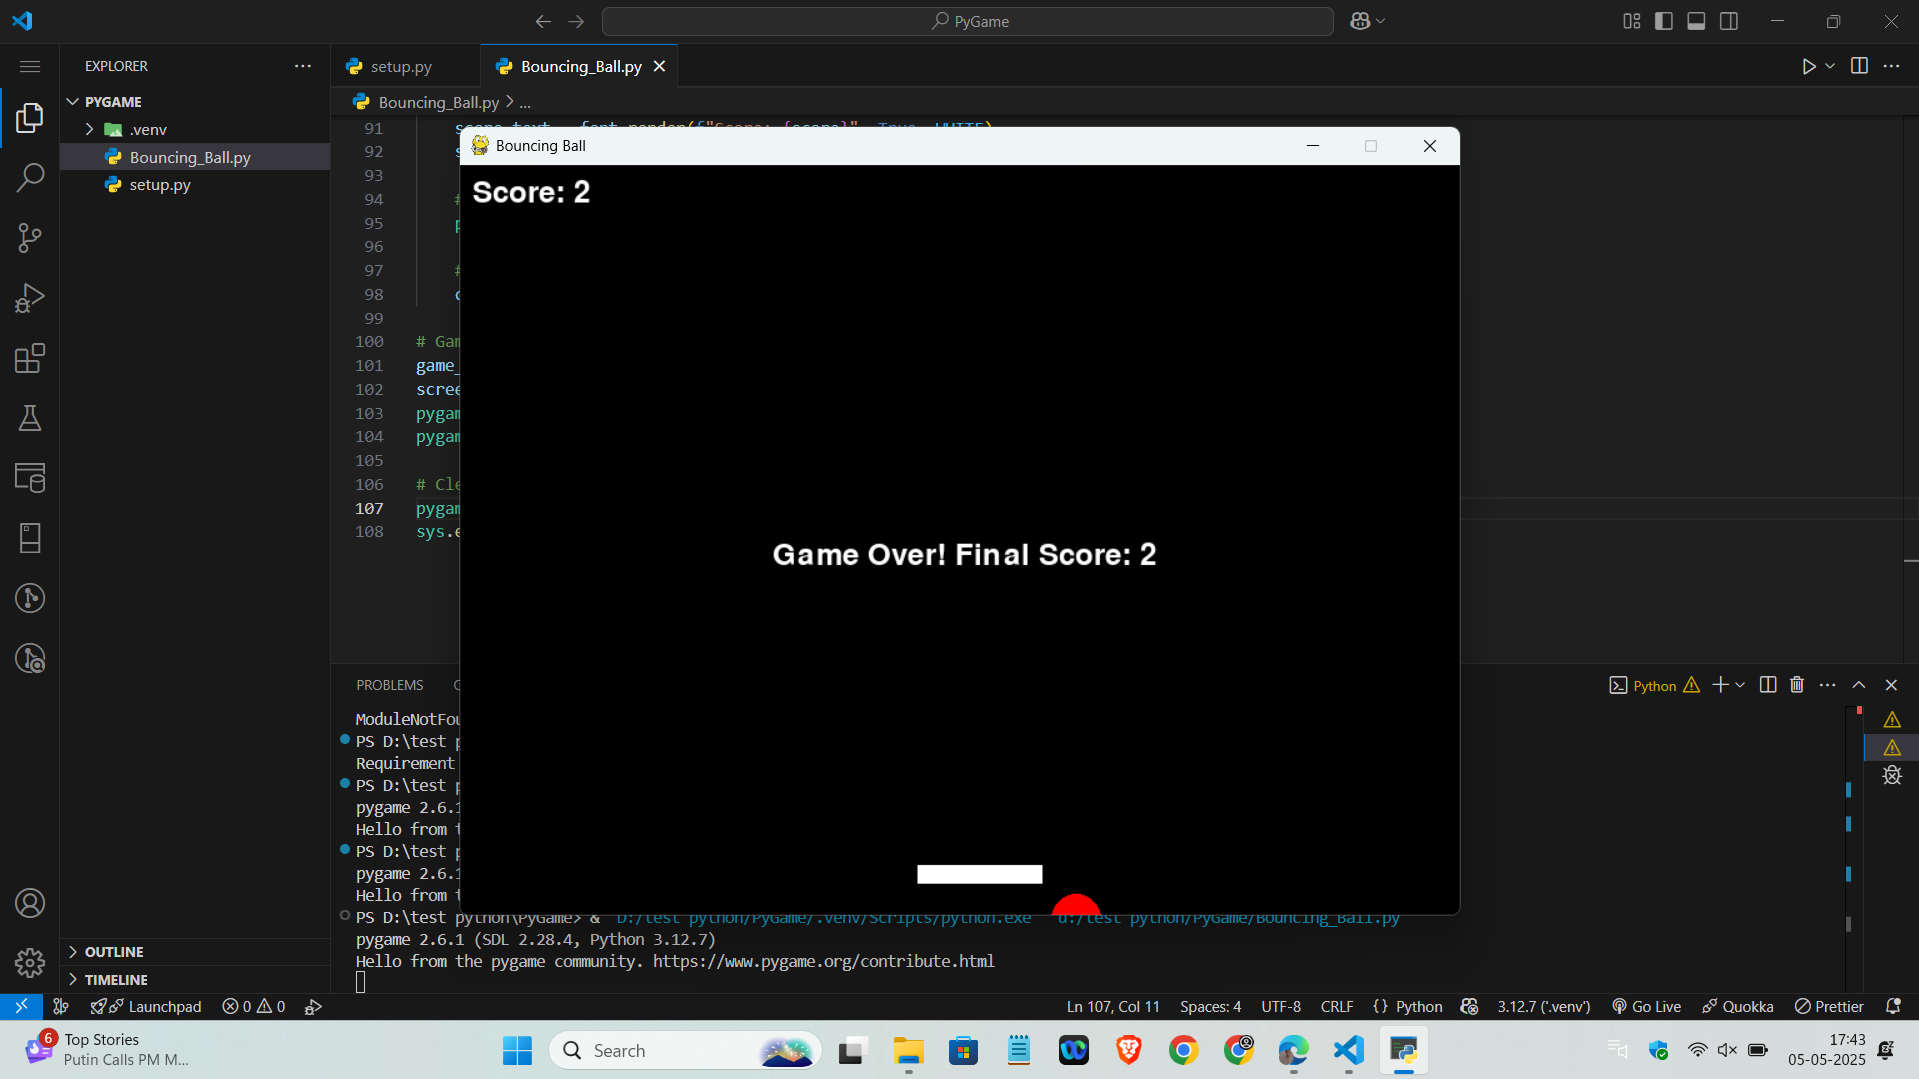 PyGame
EXPLORER
PYGAME
.venv
Bouncing_Ball.py
setup.py
OUTLINE
TIMELINE
setup.py
Bouncing_Ball.py
Bouncing_Ball.py > ...
91
92
93
94 #
95
96
97 #
98
99
100 # Gam
101 game_
102 scree
103 pygam
104 pygam
105
106 # Cle
107 pygam
108 sys.e
Bouncing Ball
Score: 2
Game Over! Final Score: 2
PROBLEMS
Python
ModuleNotFou
PS D:\test p
Requirement
PS D:\test p
pygame 2.6.1
Hello from t
PS D:\test p
pygame 2.6.1
Hello from t
PS D:\test python\PyGame> & "D:/test python/PyGame/.venv/Scripts/python.exe" "d:/test python/PyGame/Bouncing_Ball.py"
pygame 2.6.1 (SDL 2.28.4, Python 3.12.7)
Hello from the pygame community. https://www.pygame.org/contribute.html
Launchpad
0
0
Ln 107, Col 11
Spaces: 4
UTF-8
CRLF
{} Python
3.12.7 ('.venv')
Go Live
Quokka
Prettier
6
Top Stories
Putin Calls PM M...
Search
17:43
05-05-2025